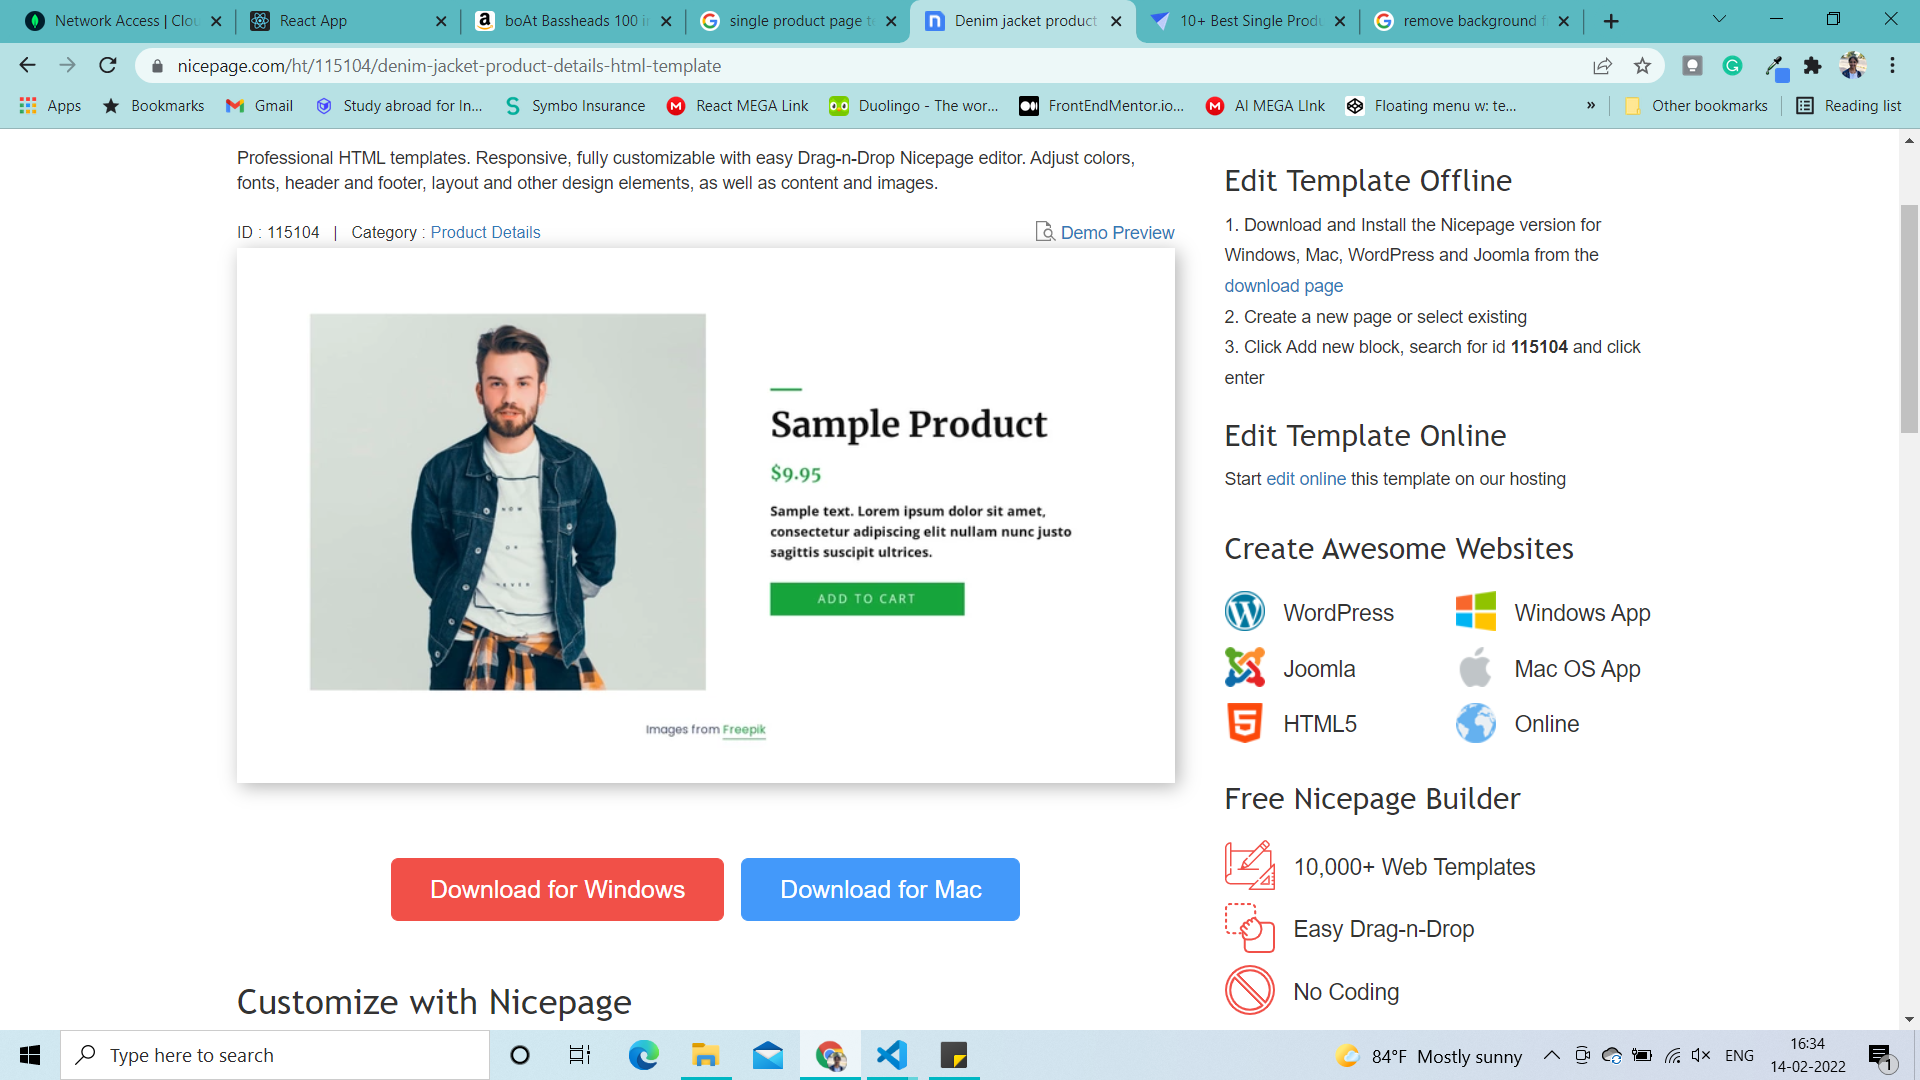 Network Access | Clou
React App
boAt Bassheads 100 in
single product page te
Denim jacket product
10+ Best Single Produ
remove background f
nicepage.com/ht/115104/denim-jacket-product-details-html-template
Apps
Bookmarks
Gmail
Study abroad for In...
Symbo Insurance
React MEGA Link
Duolingo - The wor...
FrontEndMentor.io...
AI MEGA LInk
Floating menu w: te...
»
Other bookmarks
Reading list
Professional HTML templates. Responsive, fully customizable with easy Drag-n-Drop Nicepage editor. Adjust colors,
fonts, header and footer, layout and other design elements, as well as content and images.
ID : 115104 | Category : Product Details
Demo Preview
NOW
OR
NEVER
Sample Product
$9.95
Sample text. Lorem ipsum dolor sit amet,
consectetur adipiscing elit nullam nunc justo
sagittis suscipit ultrices.
ADD TO CART
Images from Freepik
Download for Windows
Download for Mac
Customize with Nicepage
Edit Template Offline
1. Download and Install the Nicepage version for
Windows, Mac, WordPress and Joomla from the
download page
2. Create a new page or select existing
3. Click Add new block, search for id 115104 and click
enter
Edit Template Online
Start edit online this template on our hosting
Create Awesome Websites
WordPress
Windows App
Joomla
Mac OS App
HTML5
Online
Free Nicepage Builder
10,000+ Web Templates
Easy Drag-n-Drop
No Coding
Type here to search
84°F Mostly sunny
ENG
16:34
14-02-2022
1